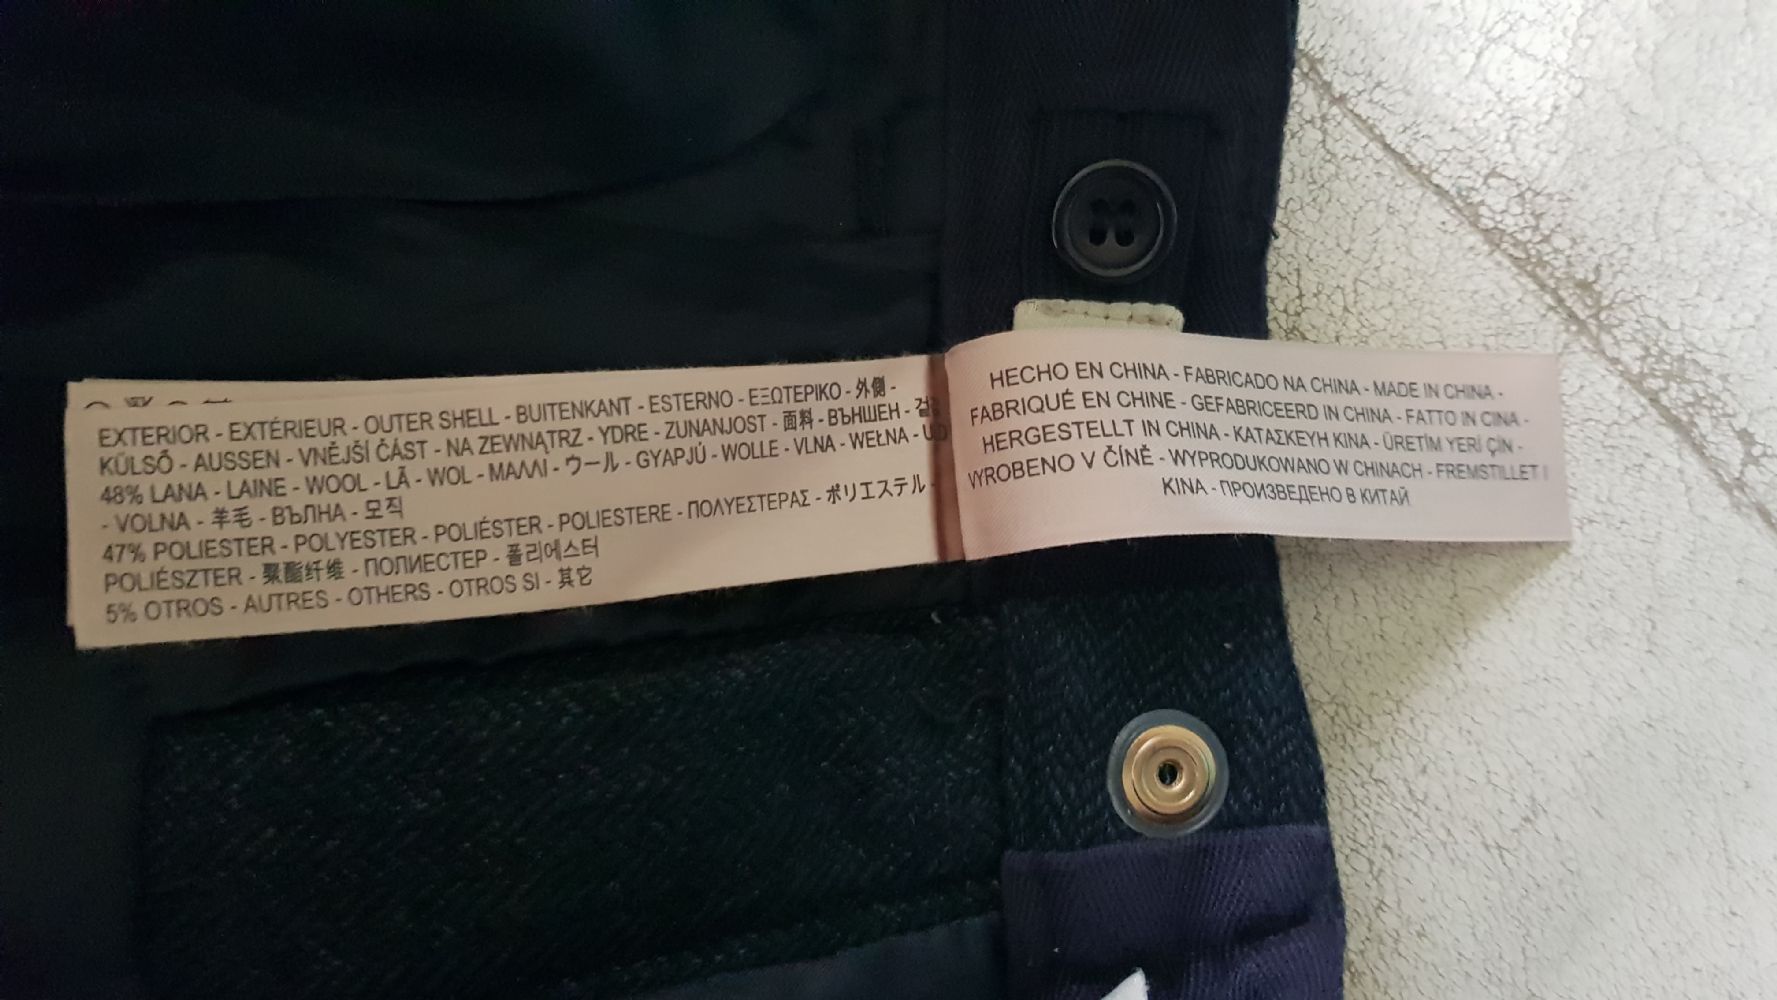 EXTERIOR - EXTÉRIEUR - OUTER SHELL - BUITENKANT - ESTERNO - ΕΞΩΤΕΡΙΚΟ - 外側 -
KÜLSŐ - AUSSEN - VNĚJŠÍ ČÁST - NA ZEWNĄTRZ - YDRE - ZUNANJOST - 面料 - ВЪНШЕН -
48% LANA - LAINE - WOOL - LÃ - WOL - ΜΑΛΛΙ - ウール - GYAPJÚ - WOLLE - VLNA - WEŁNA -
- VOLNA - 羊毛 - ВЪЛНА - 모직
47% POLIESTER - POLYESTER - POLIÉSTER - POLIESTERE - ΠΟΛΥΕΣΤΕΡΑΣ - ポリエステル -
POLIÉSZTER - 聚酯纤维 - ПОЛИЕСТЕР - 폴리에스터
5% OTROS - AUTRES - OTHERS - OTROS SI - 其它
HECHO EN CHINA - FABRICADO NA CHINA - MADE IN CHINA -
FABRIQUÉ EN CHINE - GEFABRICEERD IN CHINA - FATTO IN CINA -
HERGESTELLT IN CHINA - ΚΑΤΑΣΚΕΥΗ ΚΙΝΑ - ÜRETİM YERİ ÇİN -
VYROBENO V ČÍNĚ - WYPRODUKOWANO W CHINACH - FREMSTILLET I
KINA - ПРОИЗВЕДЕНО В КИТАЙ